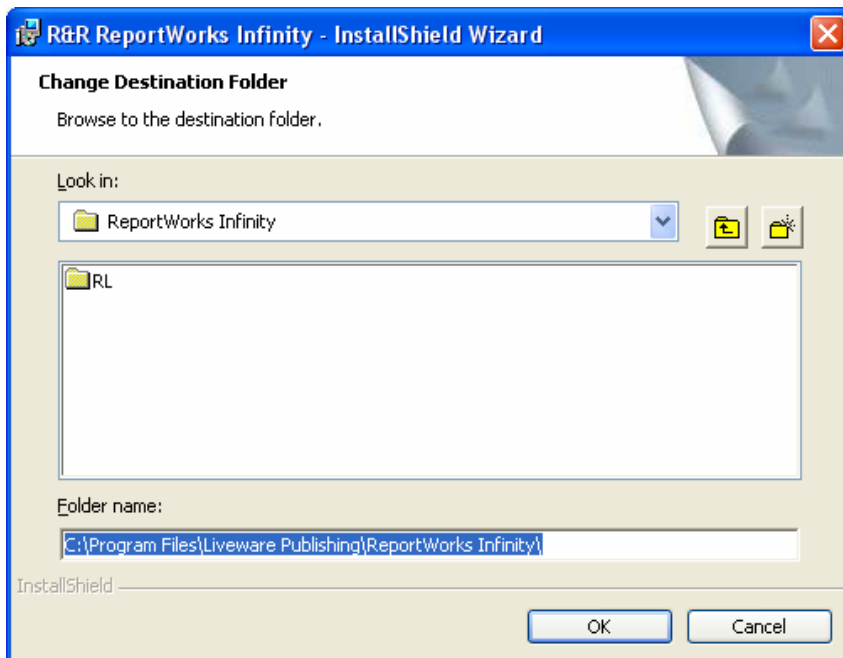 R&R ReportWorks Infinity - InstallShield Wizard
Change Destination Folder
Browse to the destination folder.
Look in:
ReportWorks Infinity
RL
Folder name:
C:\Program Files\Liveware Publishing\ReportWorks Infinity\
InstallShield
OK
Cancel